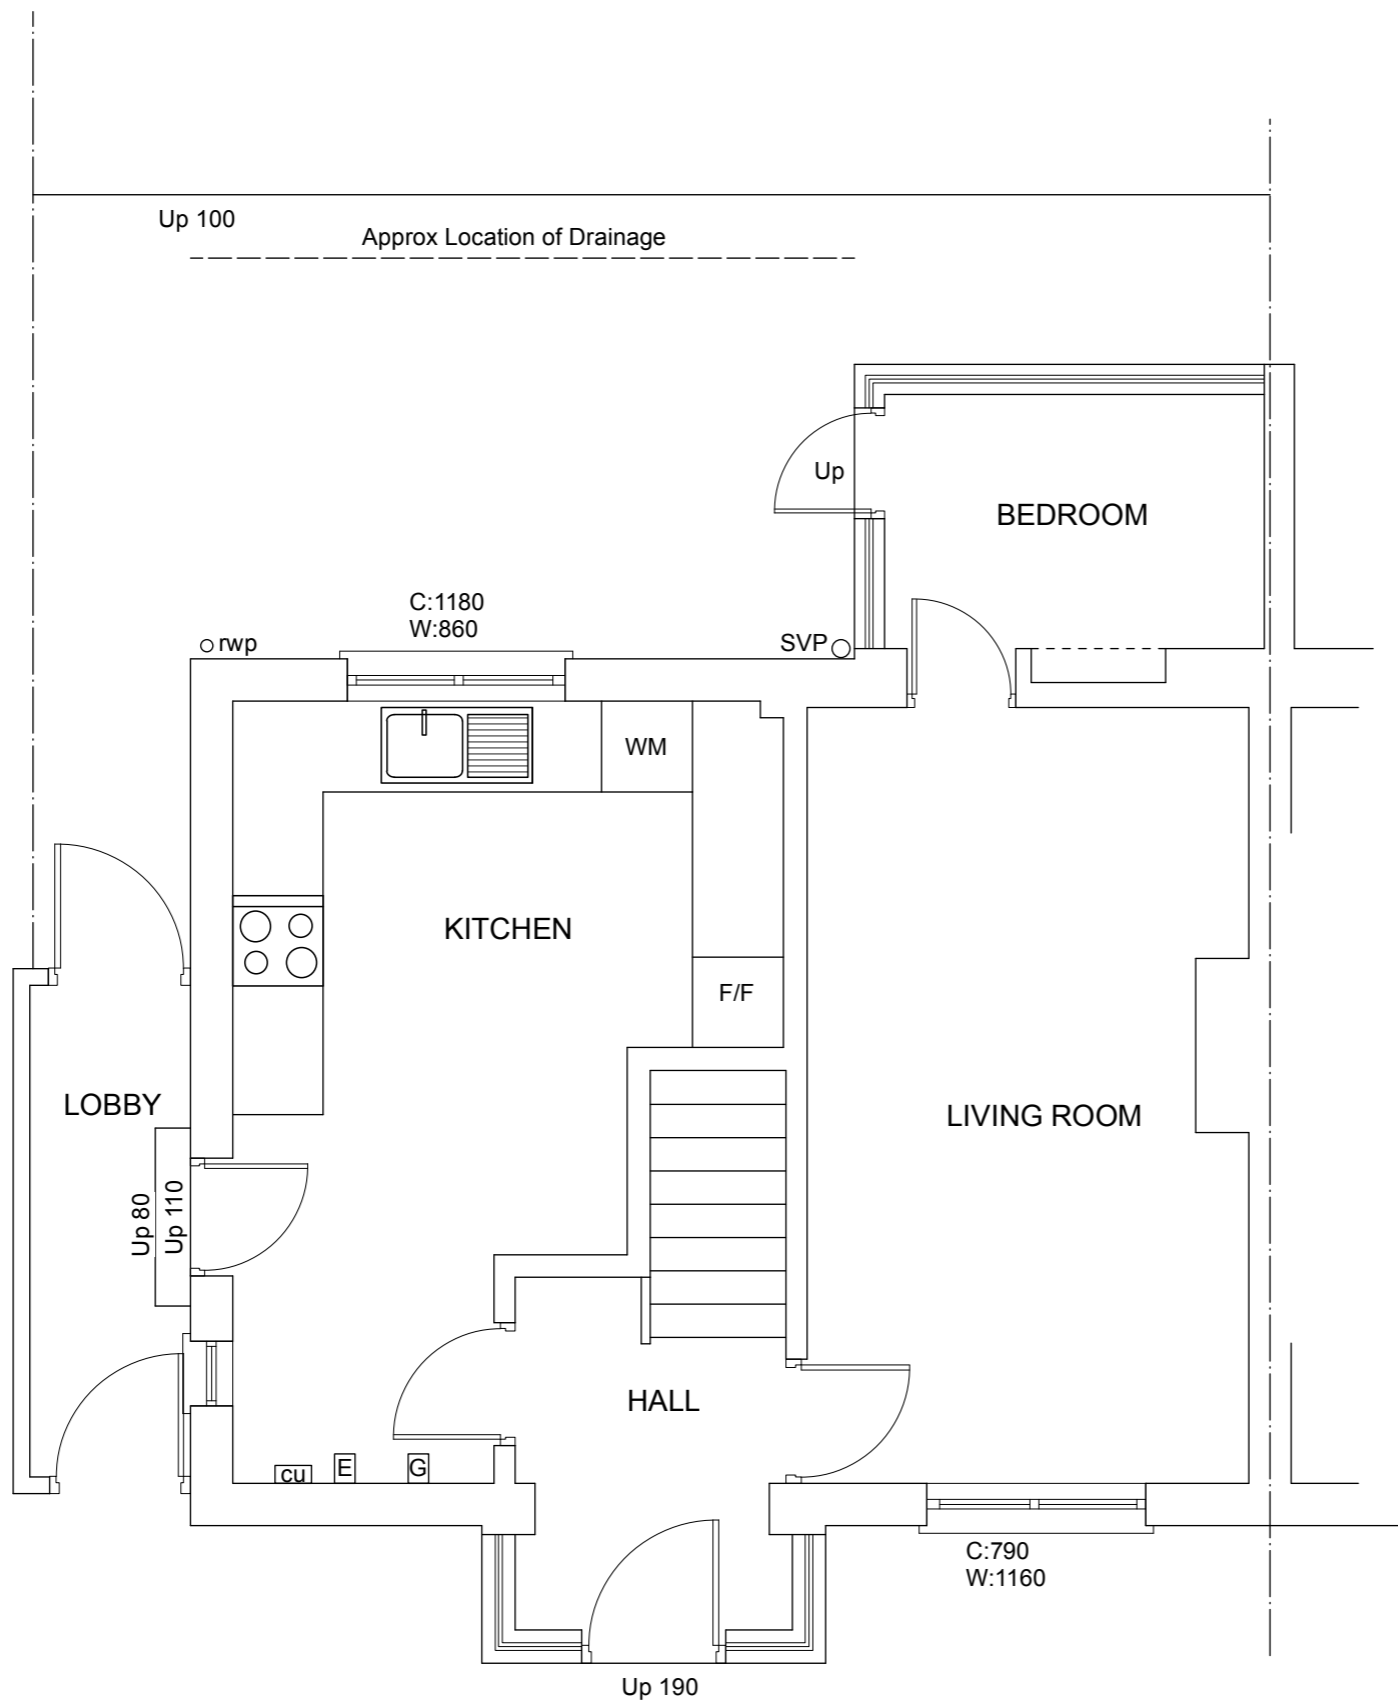 Up 100
Approx Location of Drainage
Up
BEDROOM
C:1180
W:860
rwp
SVP
WM
KITCHEN
F/F
LOBBY
LIVING ROOM
Up 80
Up 110
HALL
cu
E
G
C:790
W:1160
Up 190